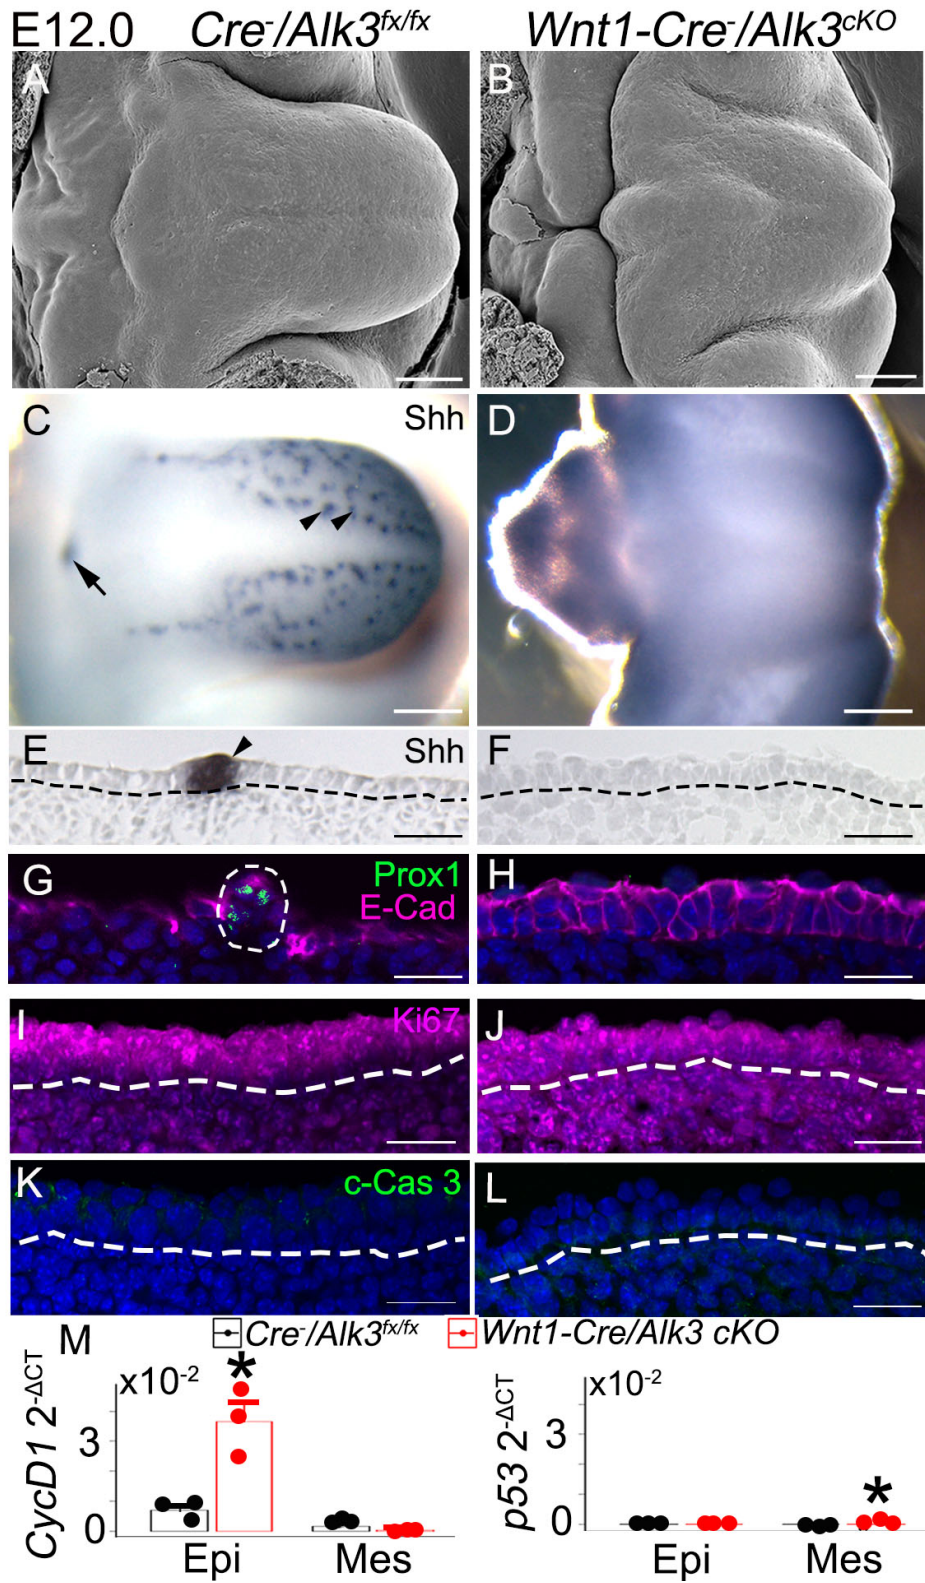 E12.0 Cre-/Alk3fx/fx Wnt1-Cre-/Alk3cKO
A B
C Shh D
E Shh F
G Prox1 H
E-Cad
I Ki67 J
K c-Cas 3 L
M Cre-/Alk3fx/fx Wnt1-Cre/Alk3 cKO
CycD1 2-ΔCT
x10-2
*
3
0
Epi Mes
p53 2-ΔCT
x10-2
3
*
0
Epi Mes